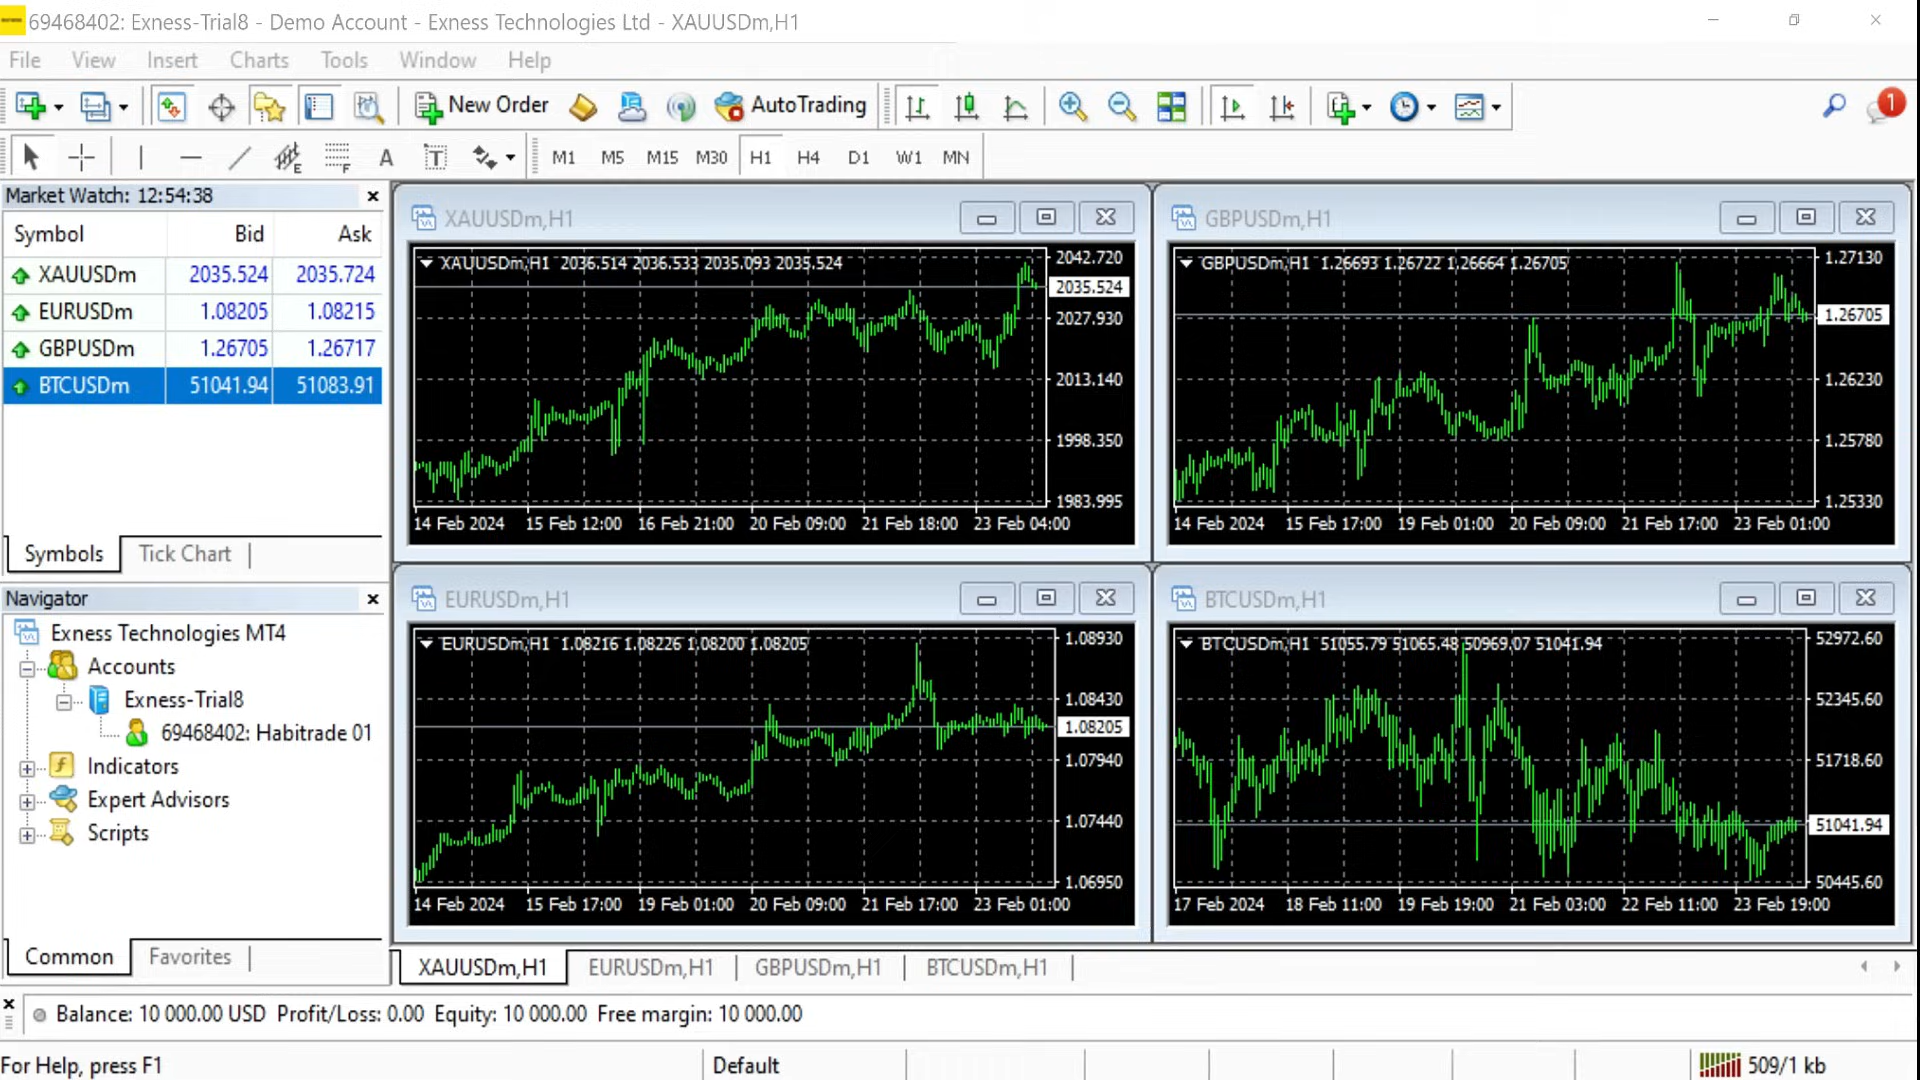 69468402: Exness-Trial8 - Demo Account - Exness Technologies Ltd - XAUUSDm,H1
File View Insert Charts Tools Window Help
New Order AutoTrading 1
E F A T M1 M5 M15 M30 H1 H4 D1 W1 MN
Market Watch: 12:54:38
Symbol Bid Ask
XAUUSDm 2035.524 2035.724
EURUSDm 1.08205 1.08215
GBPUSDm 1.26705 1.26717
BTCUSDm 51041.94 51083.91
Symbols Tick Chart
Navigator
Exness Technologies MT4
Accounts
Exness-Trial8
69468402: Habitrade 01
Indicators
Expert Advisors
Scripts
Common Favorites
XAUUSDm,H1
XAUUSDm,H1 2036.514 2036.533 2035.093 2035.524
2042.720
2035.524
2027.930
2013.140
1998.350
1983.995
14 Feb 2024 15 Feb 12:00 16 Feb 21:00 20 Feb 09:00 21 Feb 18:00 23 Feb 04:00
GBPUSDm,H1
GBPUSDm,H1 1.26693 1.26722 1.26664 1.26705
1.27130
1.26705
1.26230
1.25780
1.25330
14 Feb 2024 15 Feb 17:00 19 Feb 01:00 20 Feb 09:00 21 Feb 17:00 23 Feb 01:00
EURUSDm,H1
EURUSDm,H1 1.08216 1.08226 1.08200 1.08205
1.08930
1.08430
1.08205
1.07940
1.07440
1.06950
14 Feb 2024 15 Feb 17:00 19 Feb 01:00 20 Feb 09:00 21 Feb 17:00 23 Feb 01:00
BTCUSDm,H1
BTCUSDm,H1 51055.79 51065.48 50969.07 51041.94
52972.60
52345.60
51718.60
51041.94
50445.60
17 Feb 2024 18 Feb 11:00 19 Feb 19:00 21 Feb 03:00 22 Feb 11:00 23 Feb 19:00
XAUUSDm,H1 EURUSDm,H1 GBPUSDm,H1 BTCUSDm,H1
Balance: 10 000.00 USD Profit/Loss: 0.00 Equity: 10 000.00 Free margin: 10 000.00
For Help, press F1 Default 509/1 kb